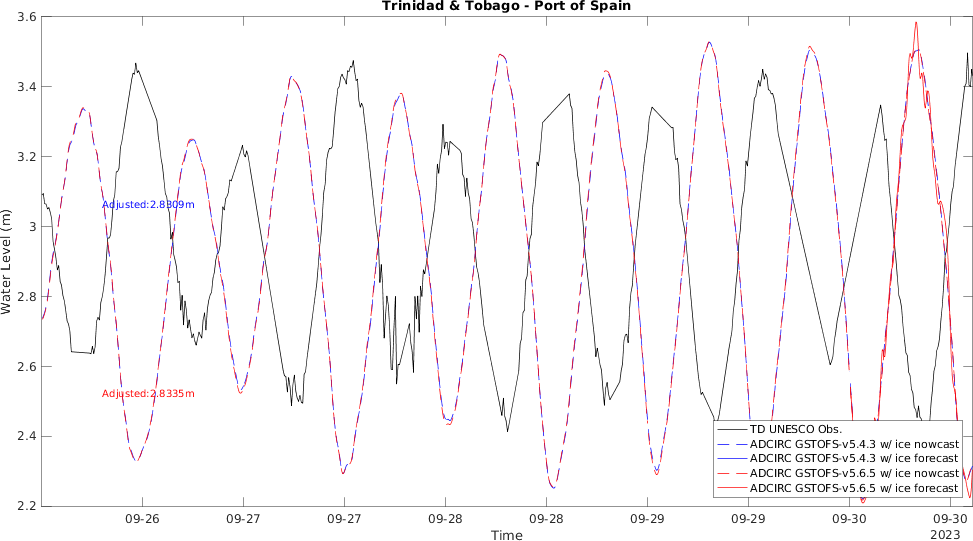 Trinidad & Tobago - Port of Spain
3.6
3.4
3.2
3
2.8
2.6
2.4
2.2
Water Level (m)
Adjusted:2.8309m
Adjusted:2.8335m
TD UNESCO Obs.
ADCIRC GSTOFS-v5.4.3 w/ ice nowcast
ADCIRC GSTOFS-v5.4.3 w/ ice forecast
ADCIRC GSTOFS-v5.6.5 w/ ice nowcast
ADCIRC GSTOFS-v5.6.5 w/ ice forecast
09-26 09-27 09-27 09-28 09-28 09-29 09-29 09-30 09-30
2023
Time